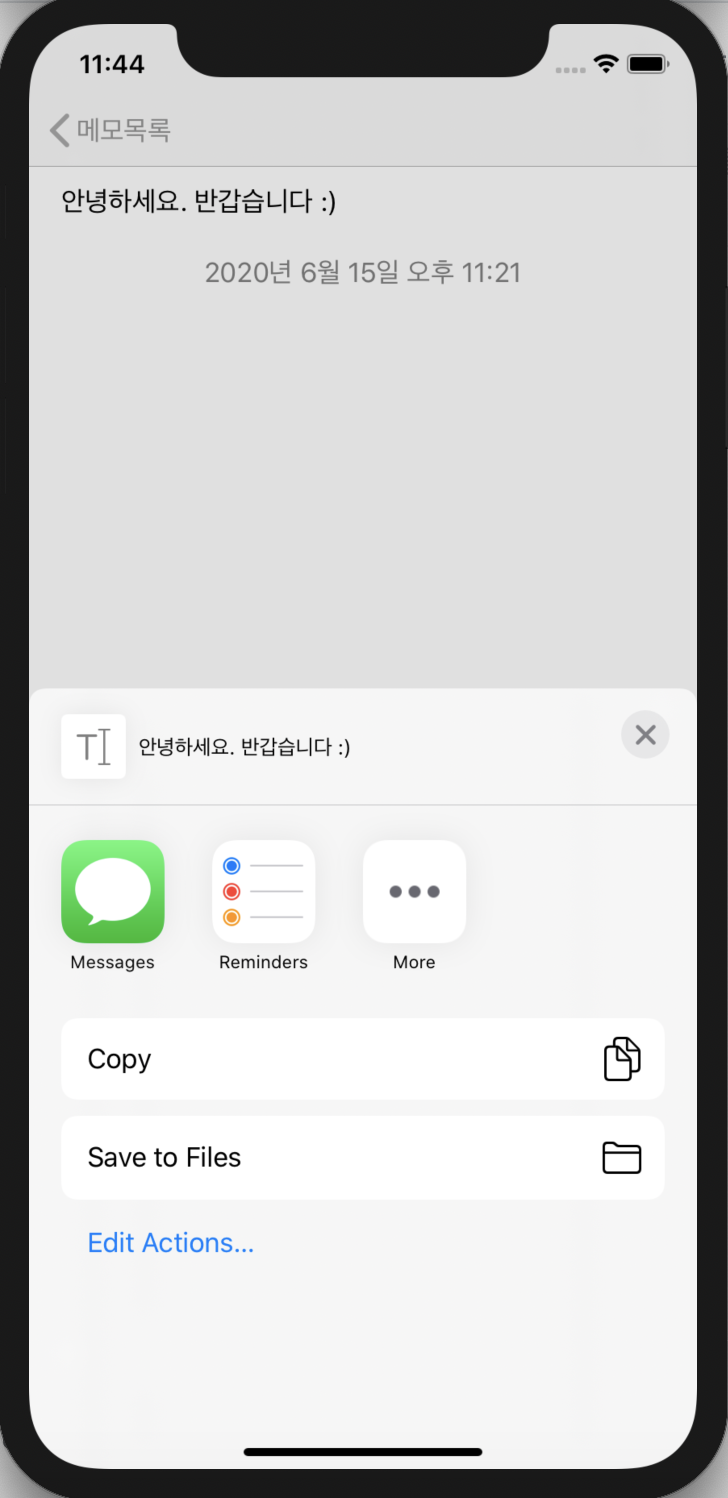 11:44
메모목록
안녕하세요. 반갑습니다 :)
2020년 6월 15일 오후 11:21
안녕하세요. 반갑습니다 :)
Messages
Reminders
More
Copy
Save to Files
Edit Actions...